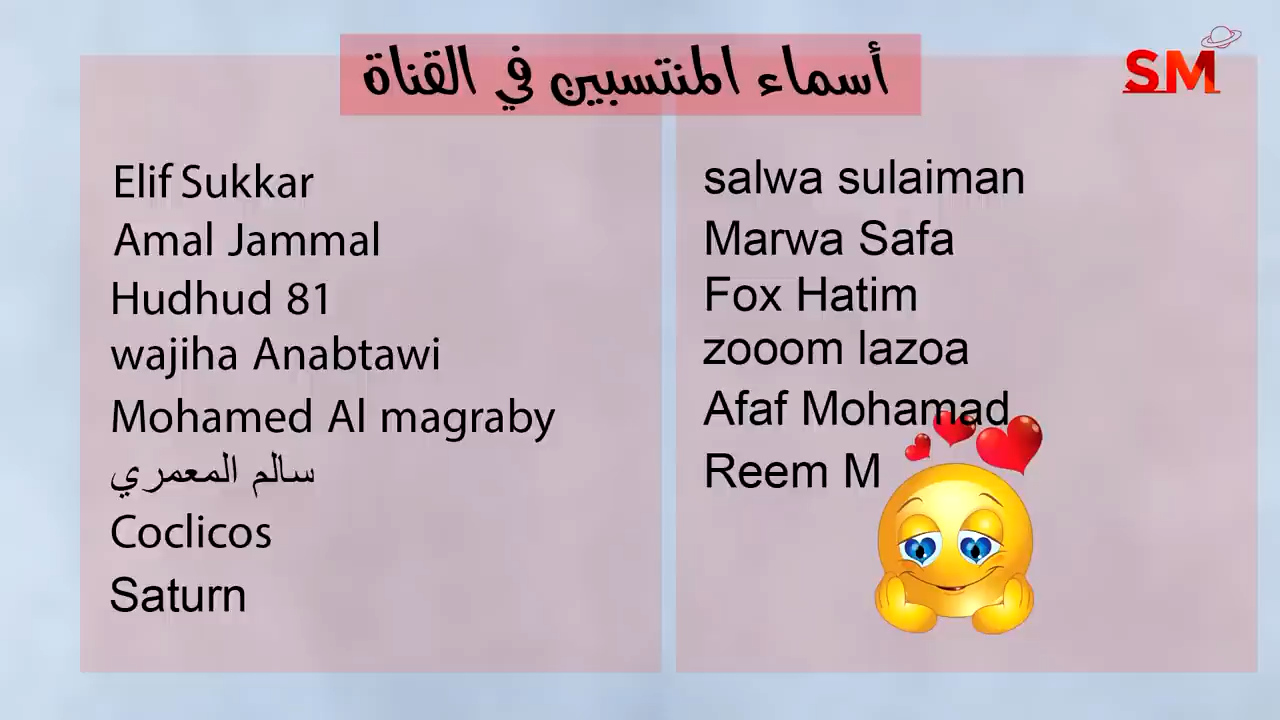 أسماء المنتسبين في القناة
SM
Elif Sukkar
Amal Jammal
Hudhud 81
wajiha Anabtawi
Mohamed Al magraby
سالم المعمري
Coclicos
Saturn
salwa sulaiman
Marwa Safa
Fox Hatim
zooom lazoa
Afaf Mohamad
Reem M